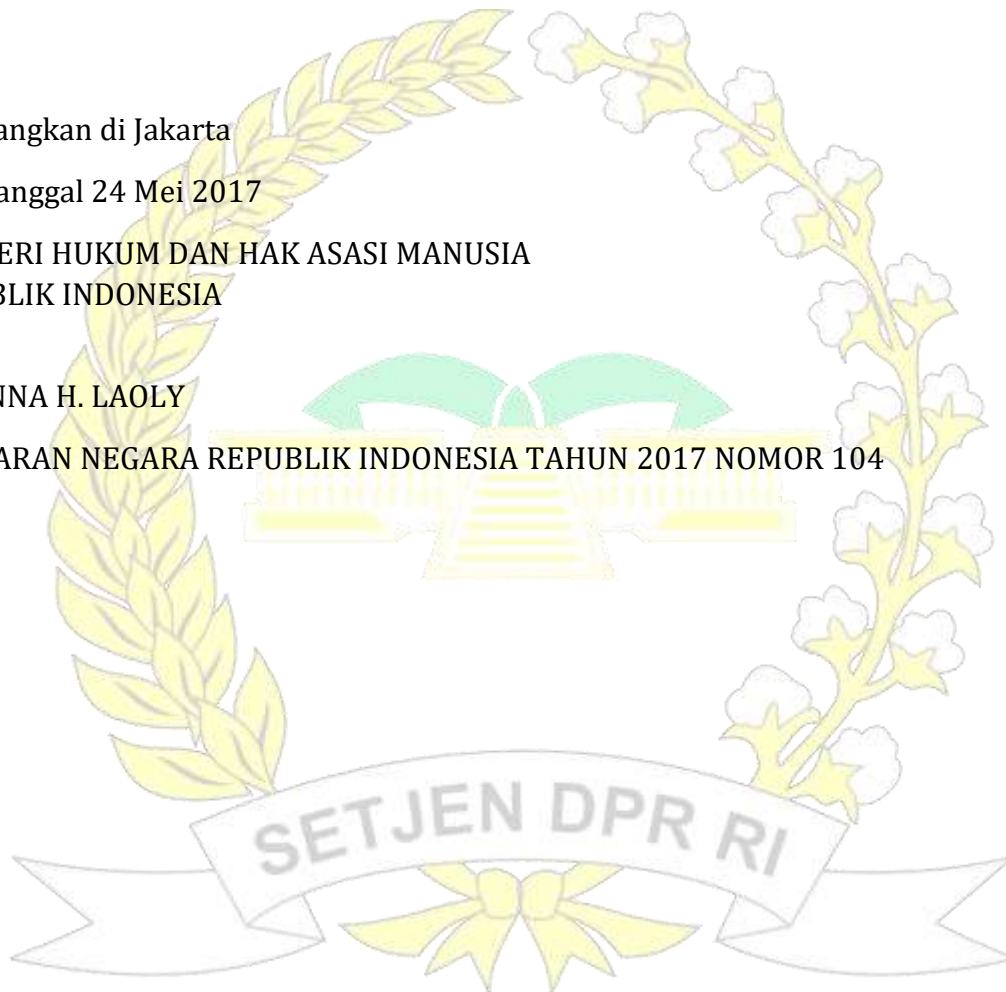 angkan di Jakarta
anggal 24 Mei 2017
ERI HUKUM DAN HAK ASASI MANUSIA
BLIK INDONESIA
NNA H. LAOLY
ARAN NEGARA REPUBLIK INDONESIA TAHUN 2017 NOMOR 104
SETJEN DPR RI